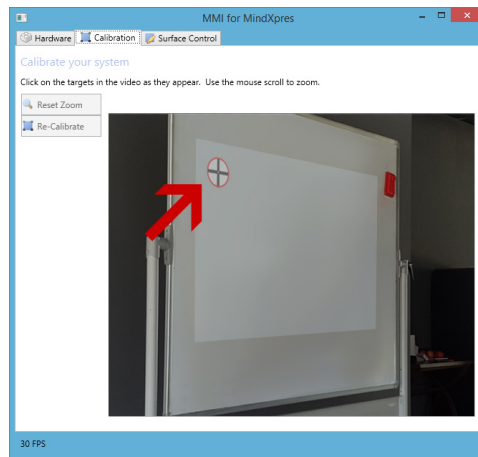 MMI for MindXpres
Hardware Calibration Surface Control
Calibrate your system
Click on the targets in the video as they appear. Use the mouse scroll to zoom.
Reset Zoom
Re-Calibrate
30 FPS